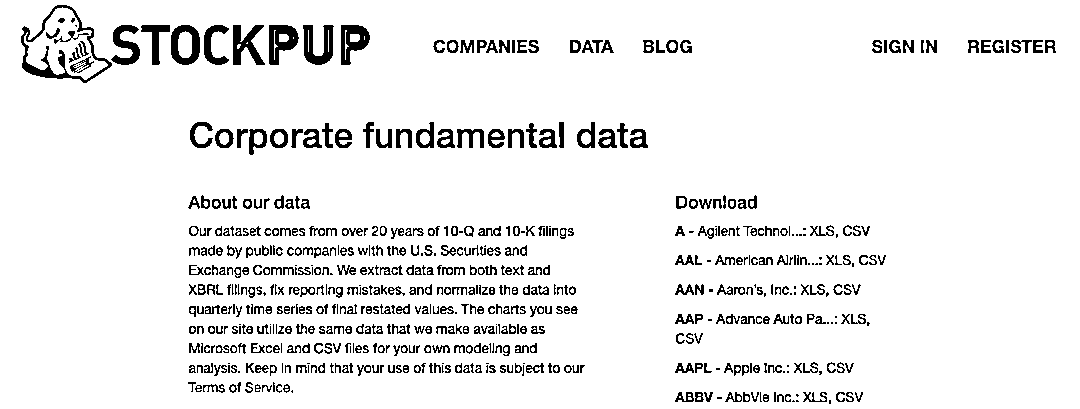 STOCKPUP
COMPANIES DATA BLOG SIGN IN REGISTER
Corporate fundamental data
About our data
Our dataset comes from over 20 years of 10-Q and 10-K filings
made by public companies with the U.S. Securities and
Exchange Commission. We extract data from both text and
XBRL filings, fix reporting mistakes, and normalize the data into
quarterly time series of final restated values. The charts you see
on our site utilize the same data that we make available as
Microsoft Excel and CSV files for your own modeling and
analysis. Keep in mind that your use of this data is subject to our
Terms of Service.
Download
A - Agilent Technol...: XLS, CSV
AAL - American Airlin...: XLS, CSV
AAN - Aaron's, Inc.: XLS, CSV
AAP - Advance Auto Pa...: XLS,
CSV
AAPL - Apple Inc.: XLS, CSV
ABBV - AbbVie Inc.: XLS, CSV